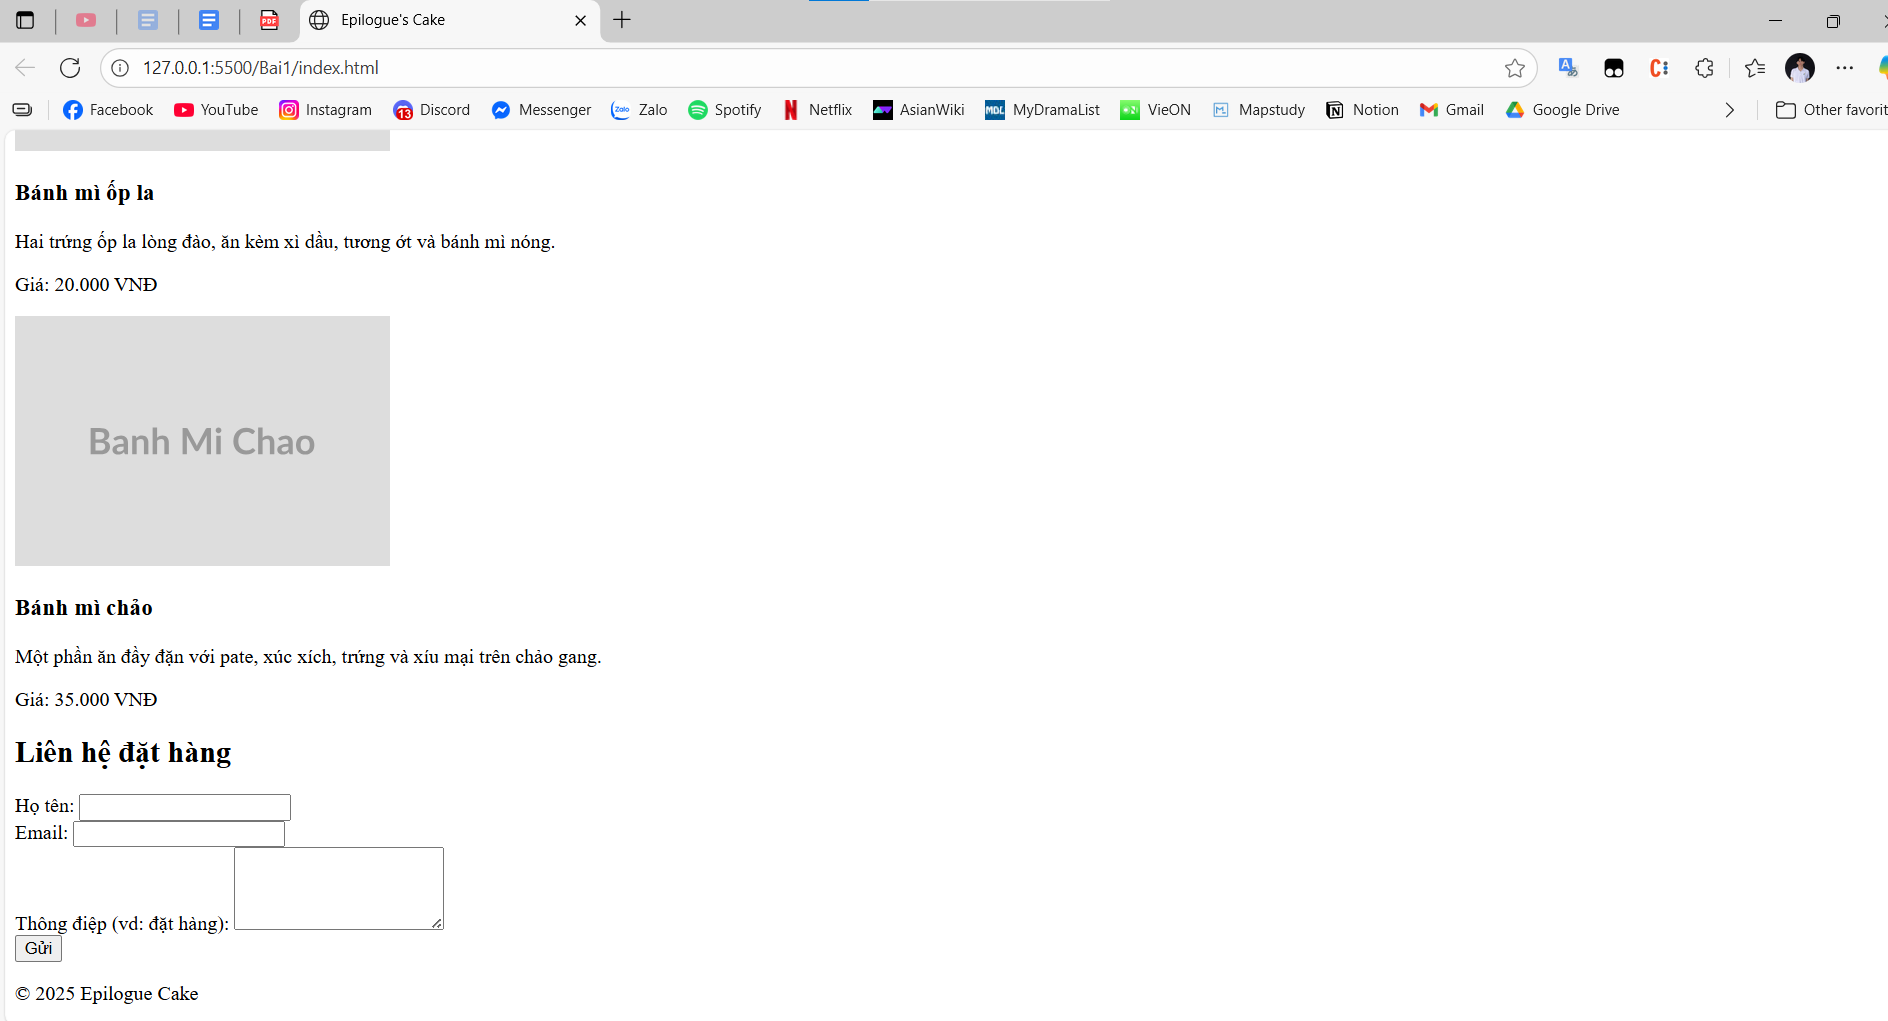 Epilogue's Cake
127.0.0.1:5500/Bai1/index.html
Facebook YouTube Instagram 13 Discord Messenger Zalo Zalo Spotify Netflix AsianWiki MDL MyDramaList VieON Mapstudy Notion Gmail Google Drive Other favorit
Bánh mì ốp la
Hai trứng ốp la lòng đào, ăn kèm xì dầu, tương ớt và bánh mì nóng.
Giá: 20.000 VNĐ
Banh Mi Chao
Bánh mì chảo
Một phần ăn đầy đặn với pate, xúc xích, trứng và xíu mại trên chảo gang.
Giá: 35.000 VNĐ
Liên hệ đặt hàng
Họ tên:
Email:
Thông điệp (vd: đặt hàng):
Gửi
© 2025 Epilogue Cake